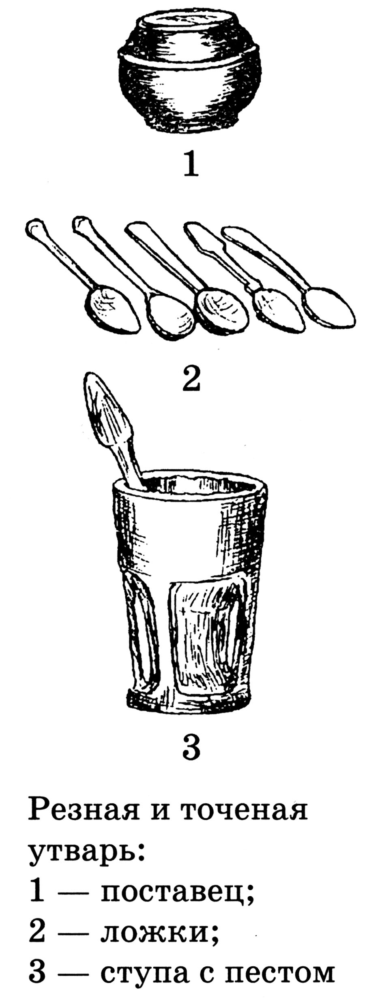 1
2
3
Резная и точеная
утварь:
1 — поставец;
2 — ложки;
3 — ступа с пестом